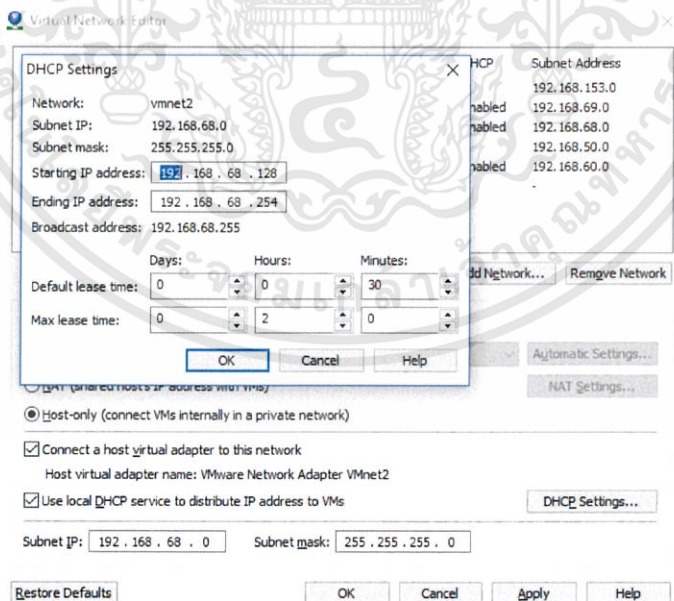 Virtual Network Editor
DHCP Settings
Network: vmnet2
Subnet IP: 192.168.68.0
Subnet mask: 255.255.255.0
Starting IP address: 192 . 168 . 68 . 128
Ending IP address: 192 . 168 . 68 . 254
Broadcast address: 192.168.68.255
Days: Hours: Minutes:
Default lease time: 0 0 30
Max lease time: 0 2 0
OK Cancel Help
HCP Subnet Address
192.168.153.0
nabled 192.168.69.0
nabled 192.168.68.0
192.168.50.0
nabled 192.168.60.0
-
dd Network... Remove Network
Automatic Settings...
NAT (shared host's IP address with VMs)
NAT Settings...
Host-only (connect VMs internally in a private network)
Connect a host virtual adapter to this network
Host virtual adapter name: VMware Network Adapter VMnet2
Use local DHCP service to distribute IP address to VMs
DHCP Settings...
Subnet IP: 192 . 168 . 68 . 0 Subnet mask: 255 . 255 . 255 . 0
Restore Defaults OK Cancel Apply Help